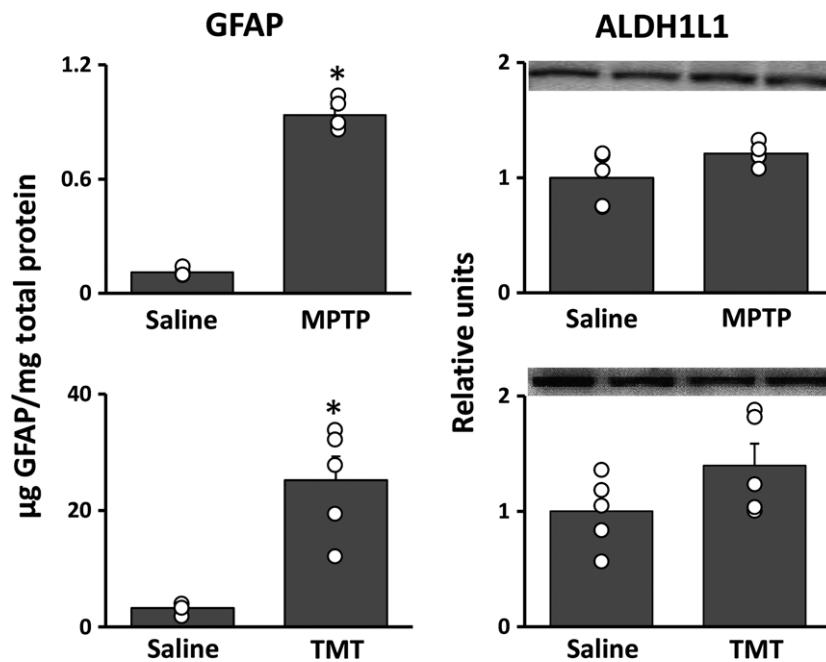 GFAP
ALDH1L1
µg GFAP/mg total protein
1.2
0.6
0
*
Saline
MPTP
Relative units
2
1
0
Saline
MPTP
40
20
0
*
Saline
TMT
2
1
0
Saline
TMT